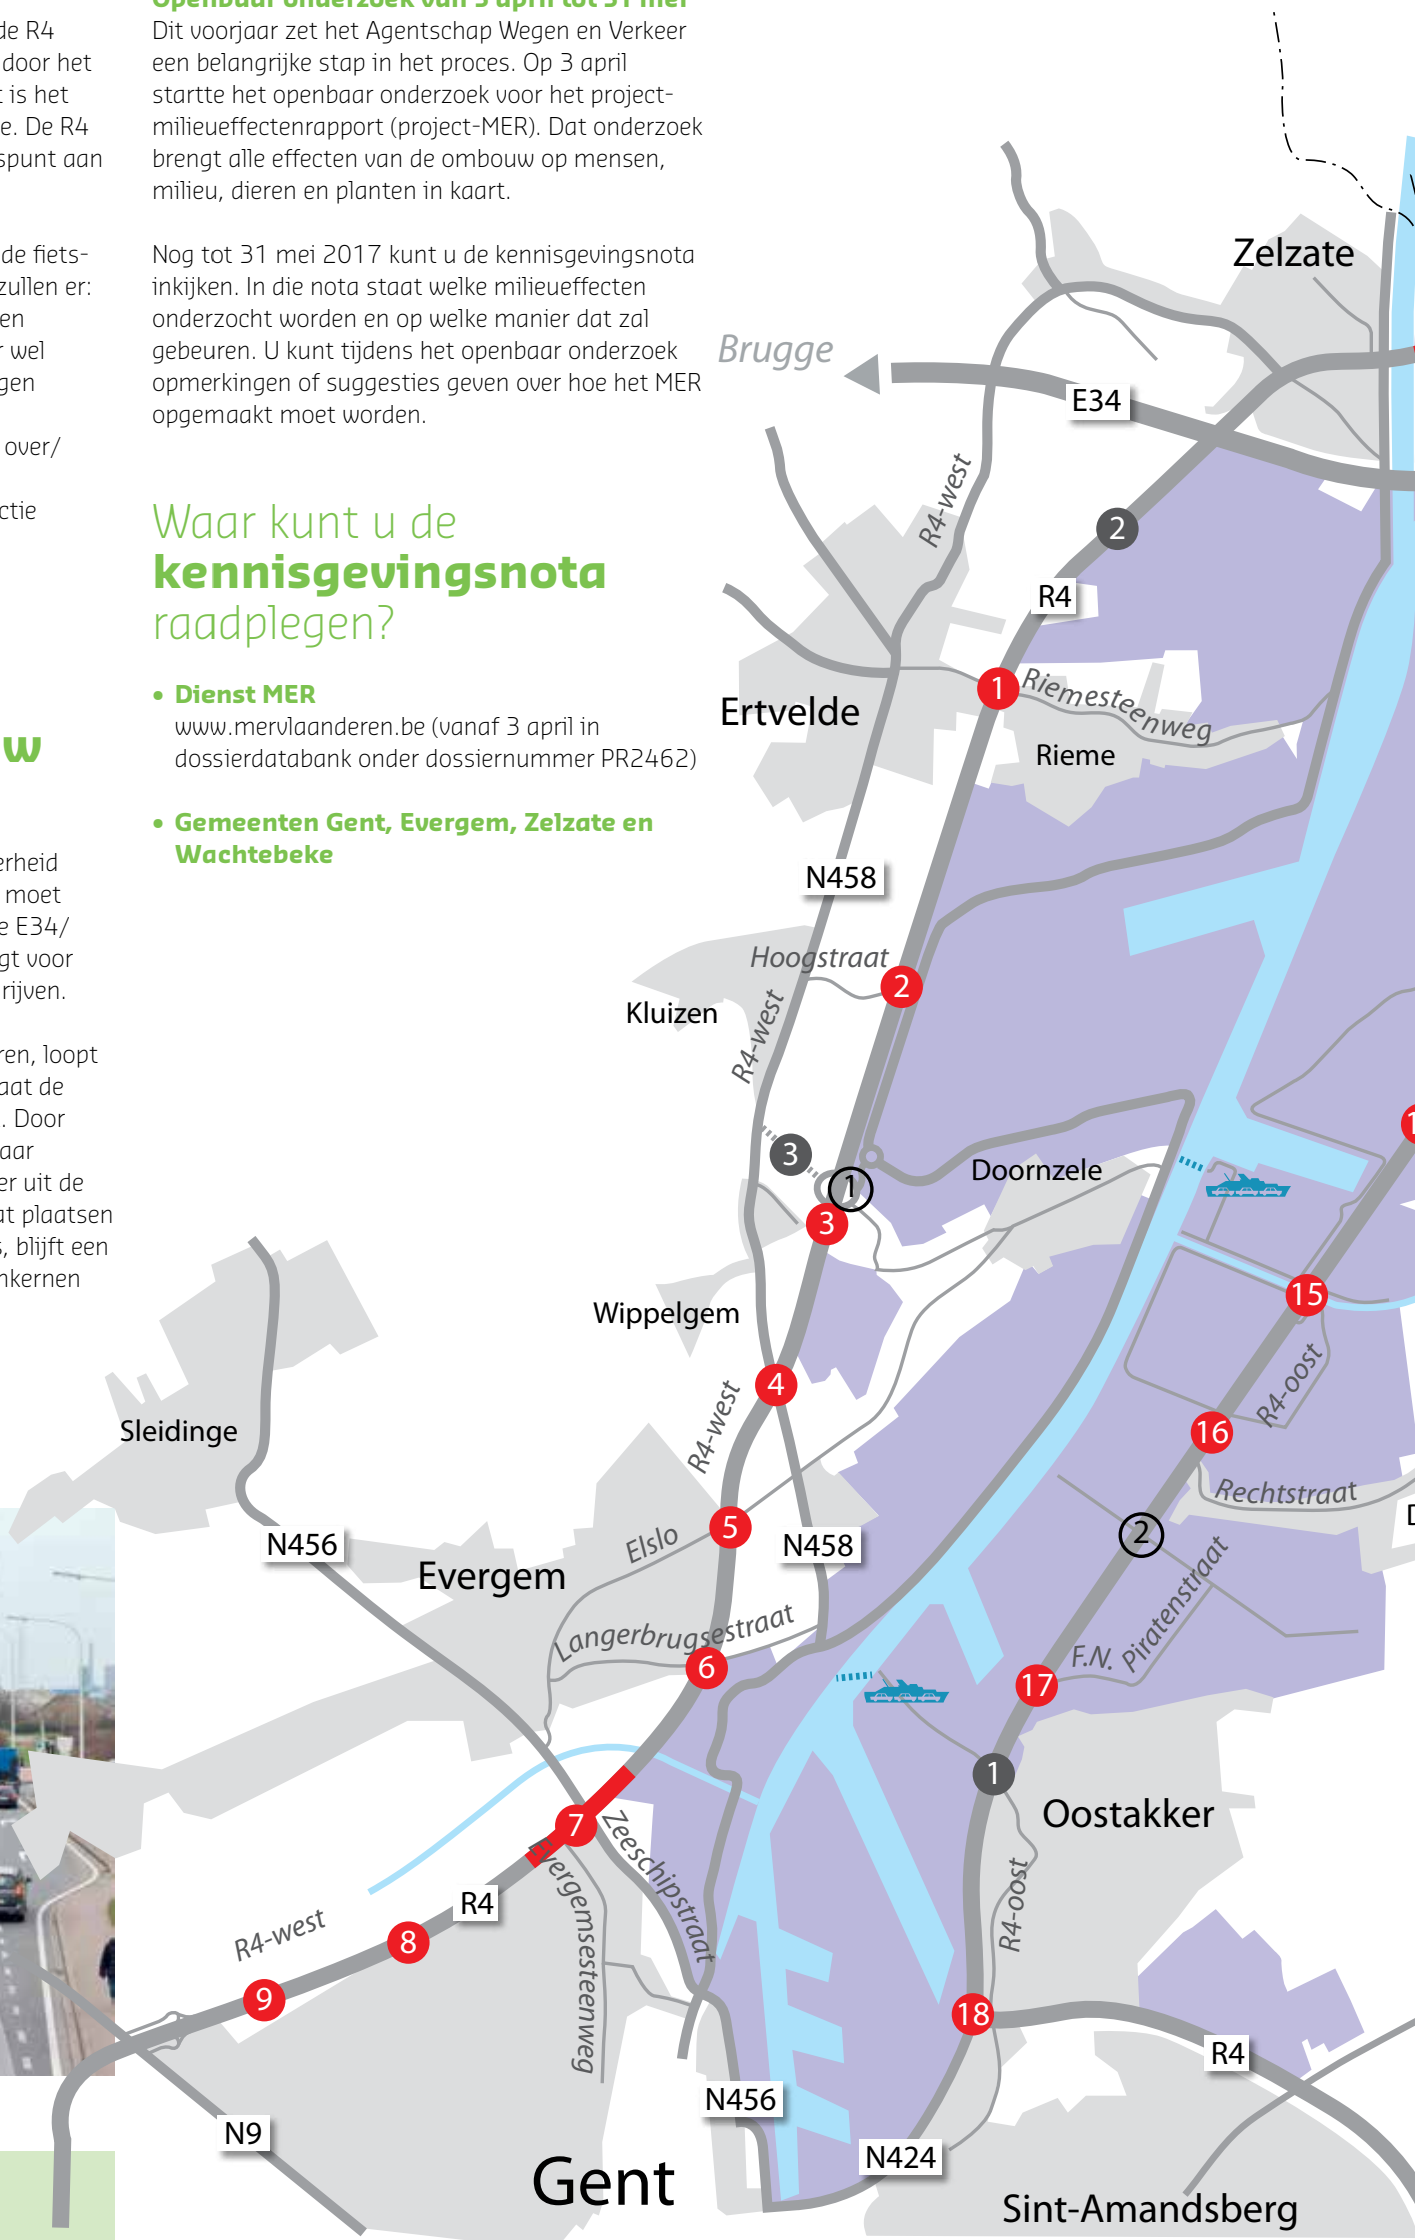 de R4
door het
is het
e. De R4
spunt aan
de fiets-
zullen er:
en
wel
gen
over/
ctie
w
erheid
moet
e E34/
gt voor
rijven.
ren, loopt
aat de
. Door
aar
er uit de
at plaatsen
s, blijft een
nkernen
Openbaar onderzoek van 3 april tot 31 mei
Dit voorjaar zet het Agentschap Wegen en Verkeer
een belangrijke stap in het proces. Op 3 april
startte het openbaar onderzoek voor het project-
milieueffectenrapport (project-MER). Dat onderzoek
brengt alle effecten van de ombouw op mensen,
milieu, dieren en planten in kaart.
Nog tot 31 mei 2017 kunt u de kennisgevingsnota
inkijken. In die nota staat welke milieueffecten
onderzocht worden en op welke manier dat zal
gebeuren. U kunt tijdens het openbaar onderzoek
opmerkingen of suggesties geven over hoe het MER
opgemaakt moet worden.
Waar kunt u de
kennisgevingsnota
raadplegen?
• Dienst MER
www.mervlaanderen.be (vanaf 3 april in
dossierdatabank onder dossiernummer PR2462)
• Gemeenten Gent, Evergem, Zelzate en
Wachtebeke
Zelzate
Brugge
E34
R4-west
2
R4
1
Riemesteenweg
Ertvelde
Rieme
N458
Hoogstraat
2
Kluizen
R4-west
3
1
Doornzele
3
15
Wippelgem
4
R4-west
R4-oost
Sleidinge
16
Rechtstraat
5
Elslo
N458
2
N456
Evergem
Langerbrugsestraat
F.N. Piratenstraat
6
17
1
Oostakker
7
Zeeschipstraat
Evergemsesteenweg
R4
R4-oost
R4-west
8
9
18
R4
N456
N9
N424
Gent
Sint-Amandsberg